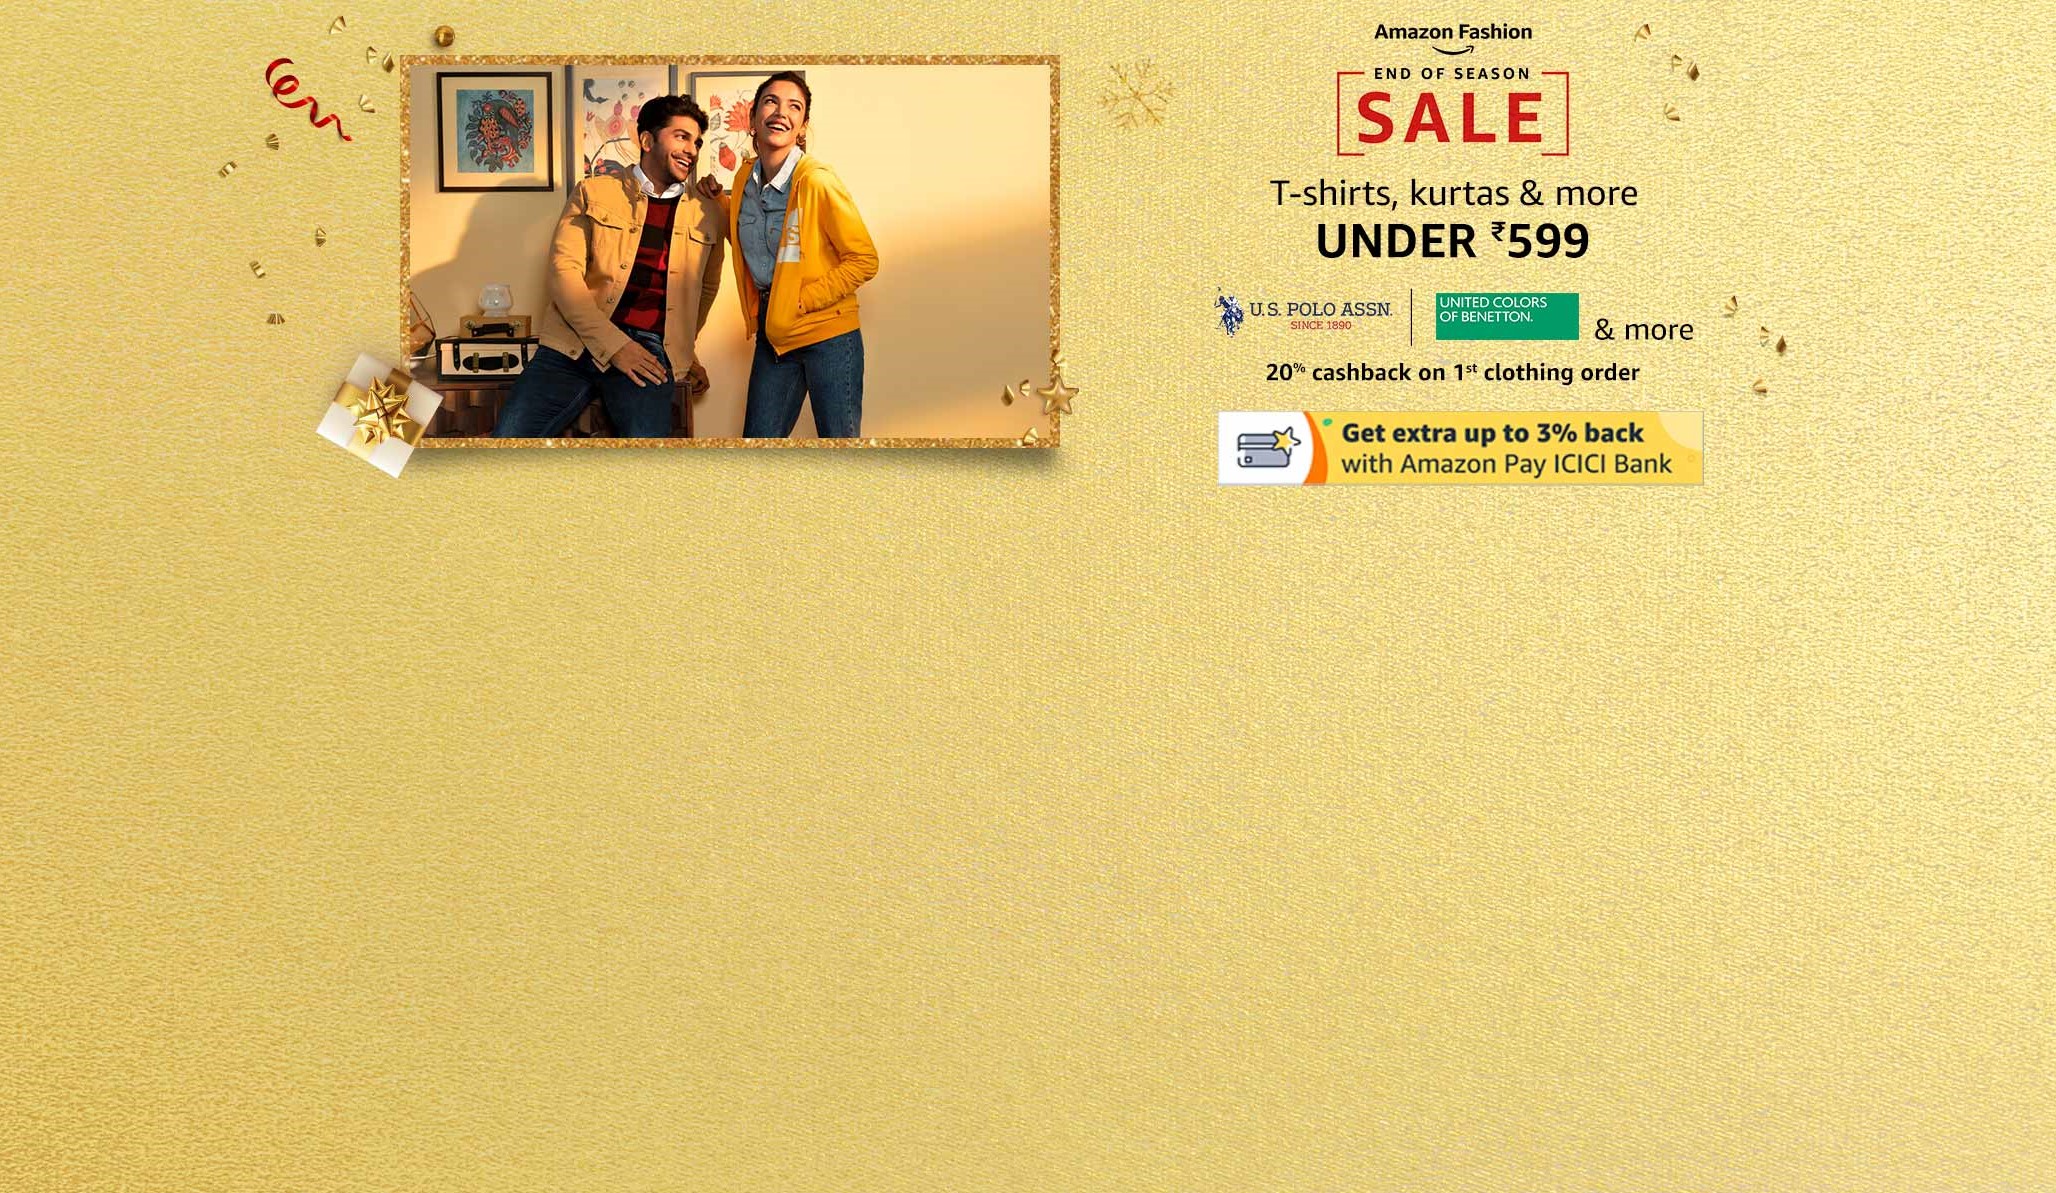 Amazon Fashion
END OF SEASON
SALE
T-shirts, kurtas & more
UNDER ₹599
U.S. POLO ASSN.
SINCE 1890
UNITED COLORS
OF BENETTON.
& more
20% cashback on 1st clothing order
Get extra up to 3% back
with Amazon Pay ICICI Bank